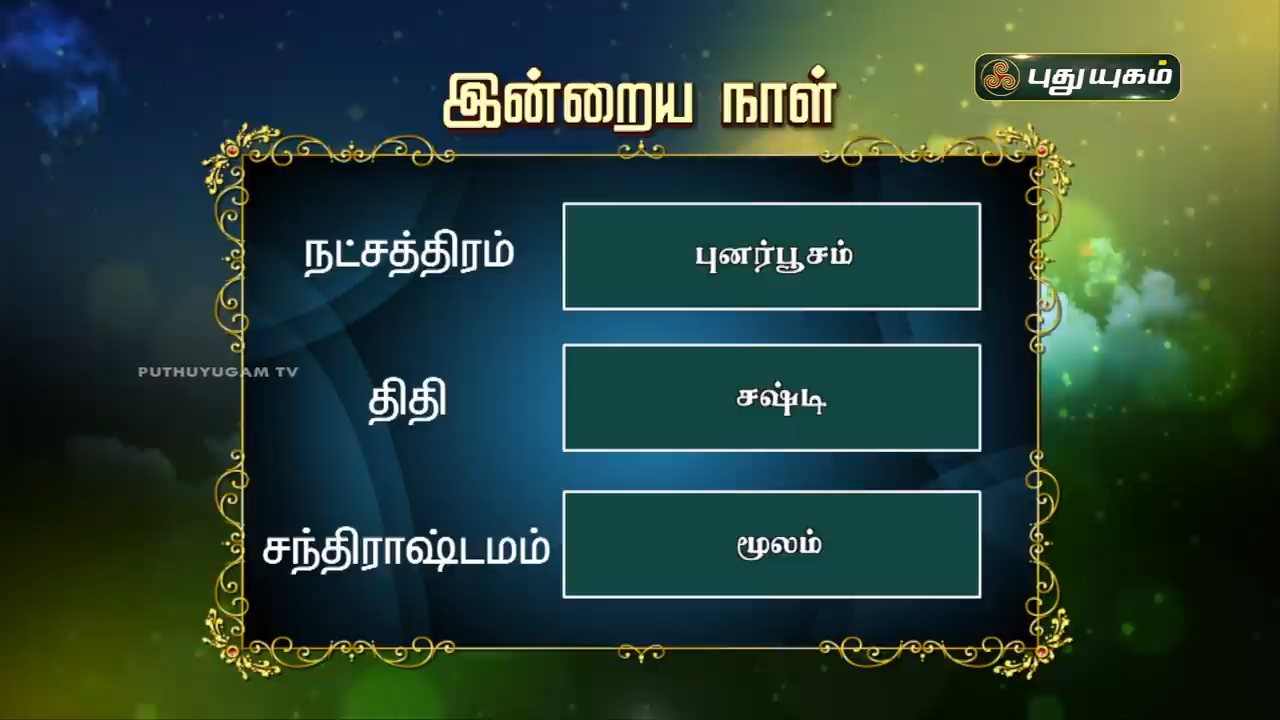 இன்றைய நாள்
புதுயுகம்
நட்சத்திரம் புனர்பூசம்
PUTHUYUGAM TV
திதி சஷ்டி
சந்திராஷ்டமம் மூலம்